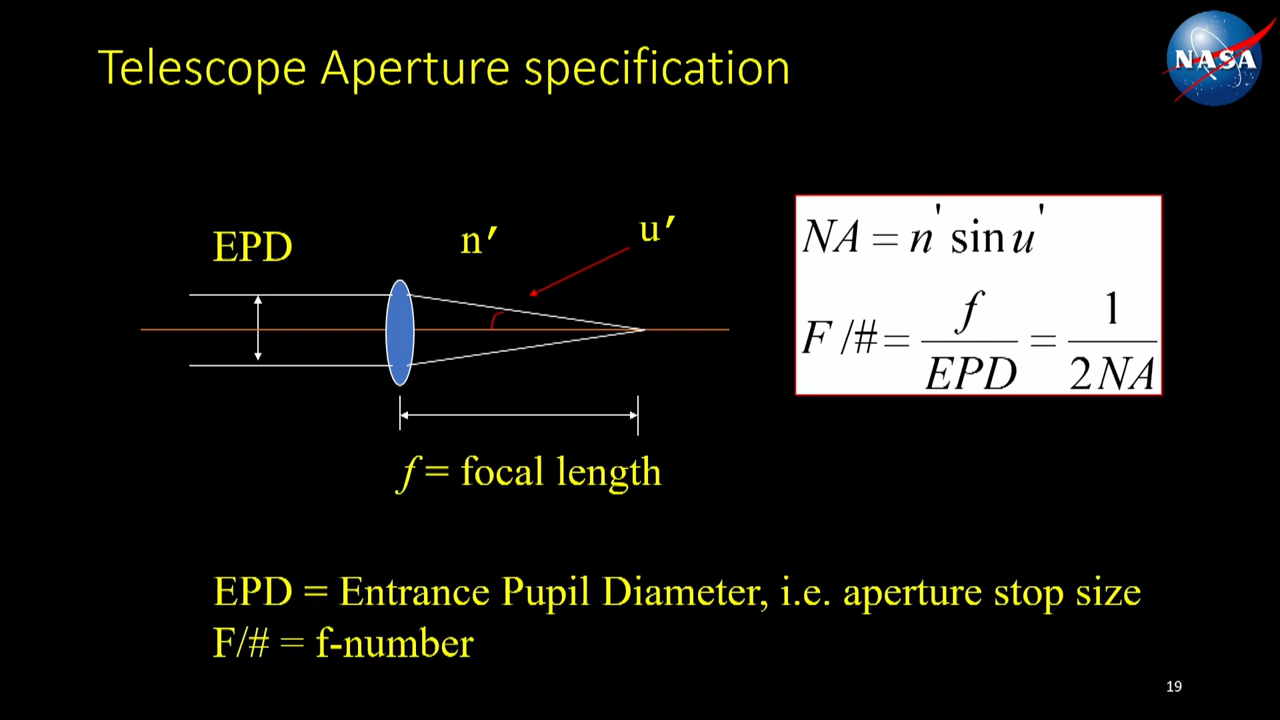 Telescope Aperture specification
NASA
EPD
n′
u′
NA = n' sin u'
F/# = f/EPD = 1/2NA
f = focal length
EPD = Entrance Pupil Diameter, i.e. aperture stop size
F/# = f-number
19